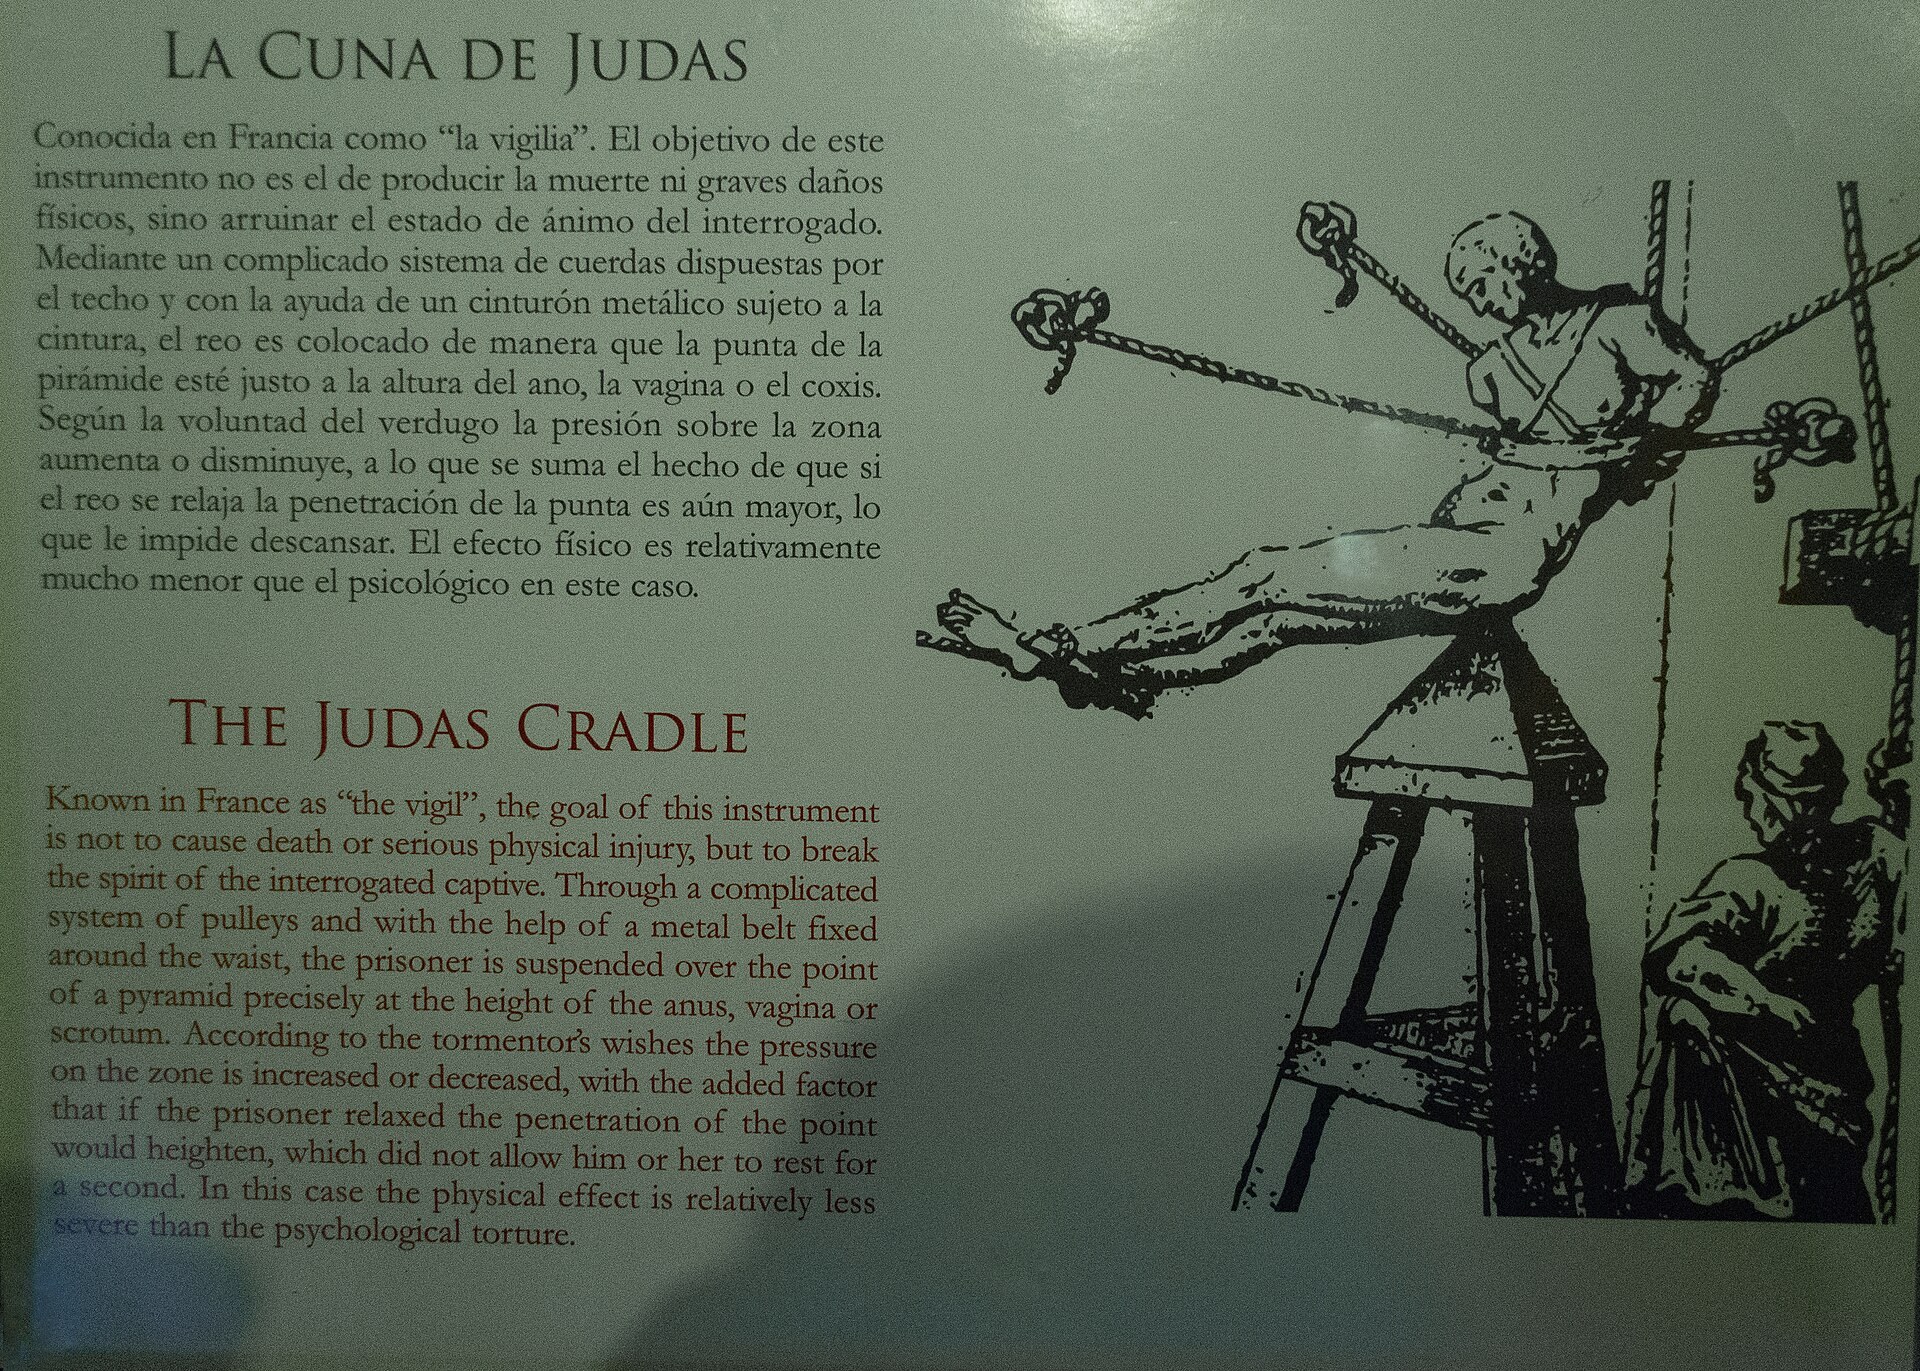 LA CUNA DE JUDAS
Conocida en Francia como “la vigilia”. El objetivo de este
instrumento no es el de producir la muerte ni graves daños
físicos, sino arruinar el estado de ánimo del interrogado.
Mediante un complicado sistema de cuerdas dispuestas por
el techo y con la ayuda de un cinturón metálico sujeto a la
cintura, el reo es colocado de manera que la punta de la
pirámide esté justo a la altura del ano, la vagina o el coxis.
Según la voluntad del verdugo la presión sobre la zona
aumenta o disminuye, a lo que se suma el hecho de que si
el reo se relaja la penetración de la punta es aún mayor, lo
que le impide descansar. El efecto físico es relativamente
mucho menor que el psicológico en este caso.
THE JUDAS CRADLE
Known in France as “the vigil”, the goal of this instrument
is not to cause death or serious physical injury, but to break
the spirit of the interrogated captive. Through a complicated
system of pulleys and with the help of a metal belt fixed
around the waist, the prisoner is suspended over the point
of a pyramid precisely at the height of the anus, vagina or
scrotum. According to the tormentor’s wishes the pressure
on the zone is increased or decreased, with the added factor
that if the prisoner relaxed the penetration of the point
would heighten, which did not allow him or her to rest for
a second. In this case the physical effect is relatively less
severe than the psychological torture.